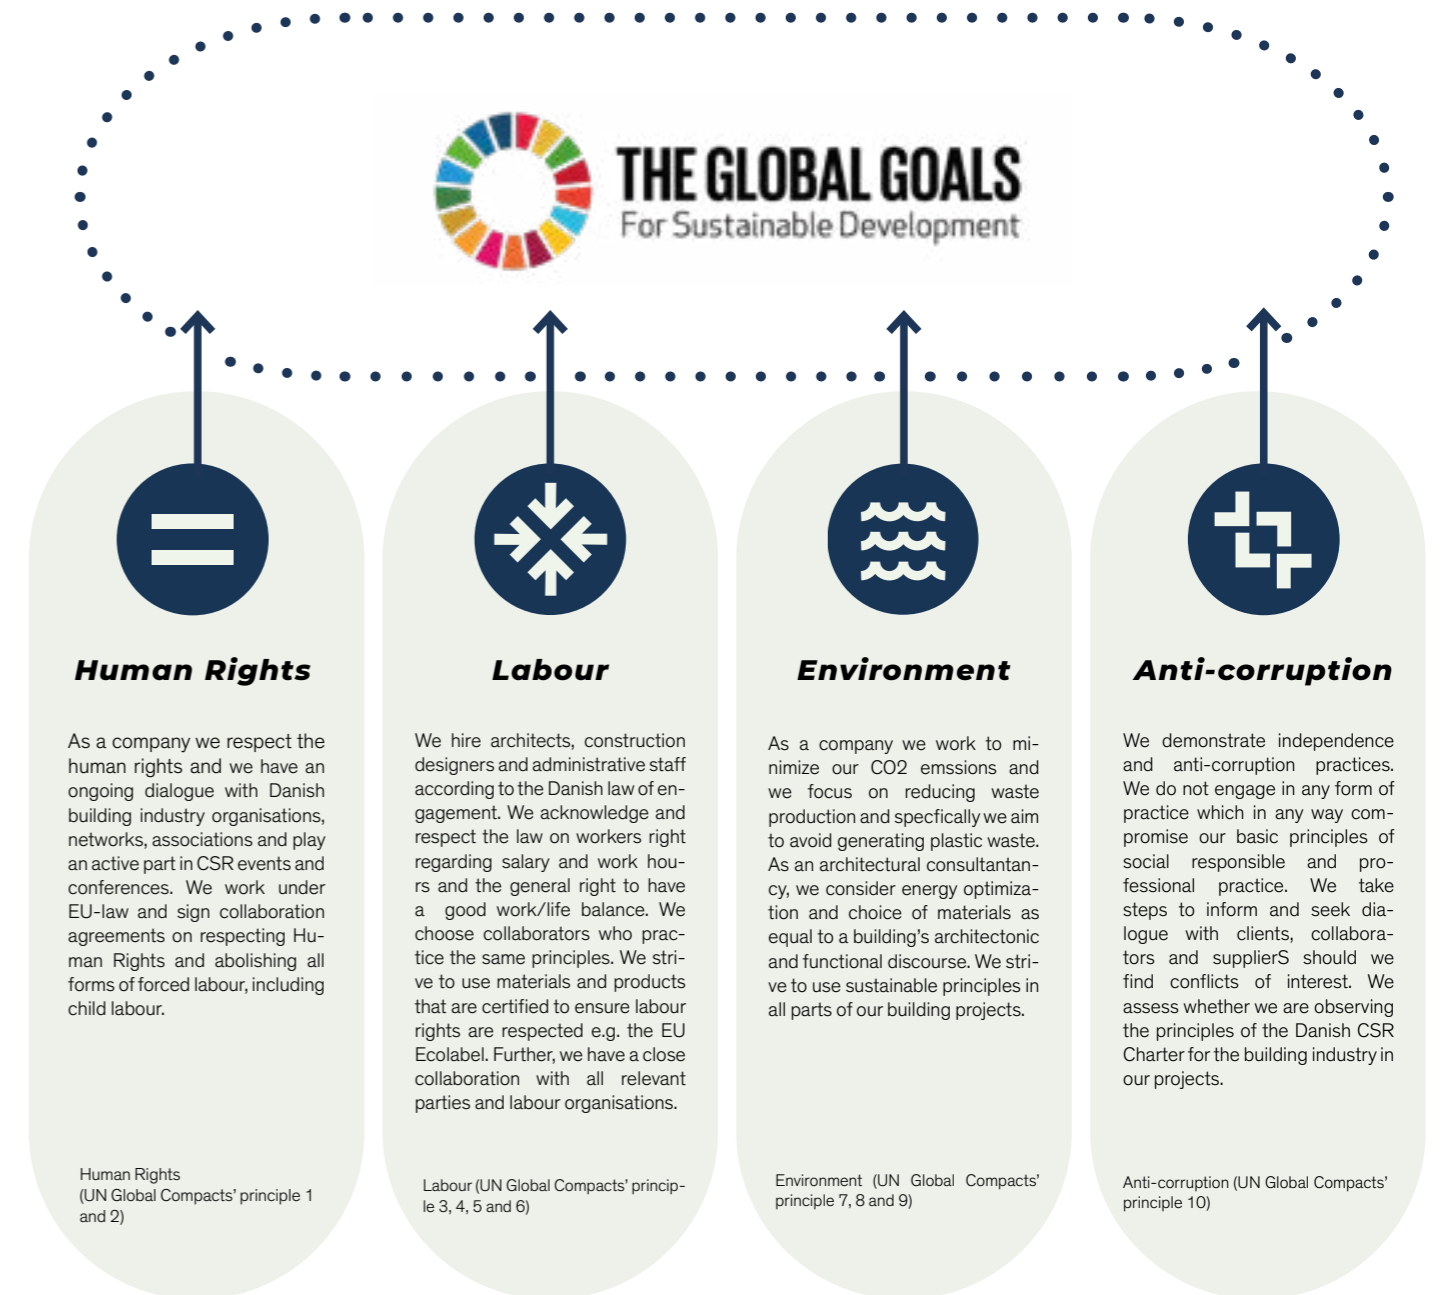 THE GLOBAL GOALS
For Sustainable Development
Human Rights
As a company we respect the
human rights and we have an
ongoing dialogue with Danish
building industry organisations,
networks, associations and play
an active part in CSR events and
conferences. We work under
EU-law and sign collaboration
agreements on respecting Hu-
man Rights and abolishing all
forms of forced labour, including
child labour.
Human Rights
(UN Global Compacts' principle 1
and 2)
Labour
We hire architects, construction
designers and administrative staff
according to the Danish law of en-
gagement. We acknowledge and
respect the law on workers right
regarding salary and work hou-
rs and the general right to have
a good work/life balance. We
choose collaborators who prac-
tice the same principles. We stri-
ve to use materials and products
that are certified to ensure labour
rights are respected e.g. the EU
Ecolabel. Further, we have a close
collaboration with all relevant
parties and labour organisations.
Labour (UN Global Compacts' princip-
le 3, 4, 5 and 6)
Environment
As a company we work to mi-
nimize our CO2 emssions and
we focus on reducing waste
production and specfically we aim
to avoid generating plastic waste.
As an architectural consultantan-
cy, we consider energy optimiza-
tion and choice of materials as
equal to a building's architectonic
and functional discourse. We stri-
ve to use sustainable principles in
all parts of our building projects.
Environment (UN Global Compacts'
principle 7, 8 and 9)
Anti-corruption
We demonstrate independence
and anti-corruption practices.
We do not engage in any form of
practice which in any way com-
promise our basic principles of
social responsible and pro-
fessional practice. We take
steps to inform and seek dia-
logue with clients, collabora-
tors and supplierS should we
find conflicts of interest. We
assess whether we are observing
the principles of the Danish CSR
Charter for the building industry in
our projects.
Anti-corruption (UN Global Compacts'
principle 10)